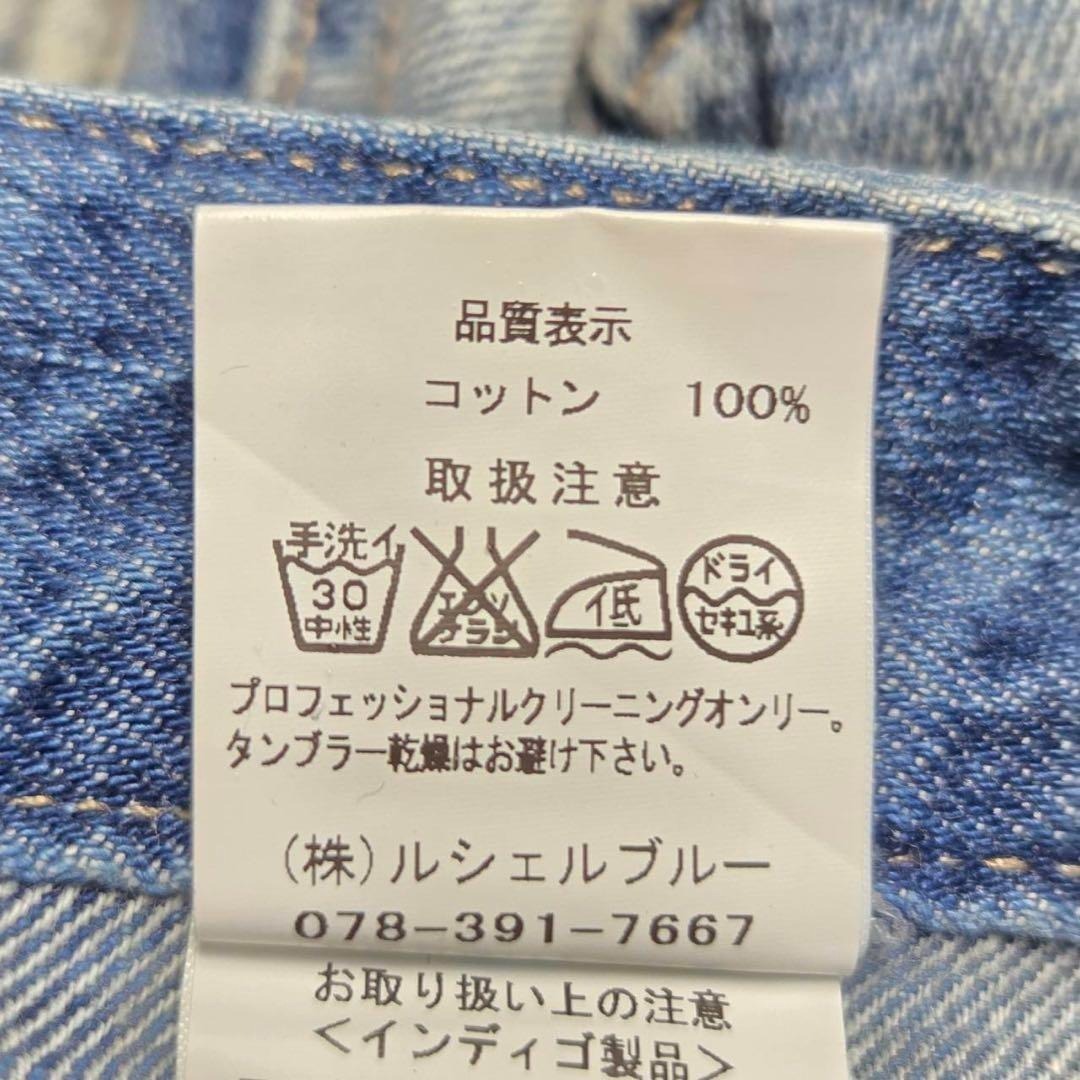 品質表示
コットン 100%
取扱注意
手洗イ
30
中性
エンソ
チラシ
低
ドライ
セキユ系
プロフェッショナルクリーニングオンリー。
タンブラー乾燥はお避け下さい。
(株)ルシェルブルー
078-391-7667
お取り扱い上の注意
<インディゴ製品>